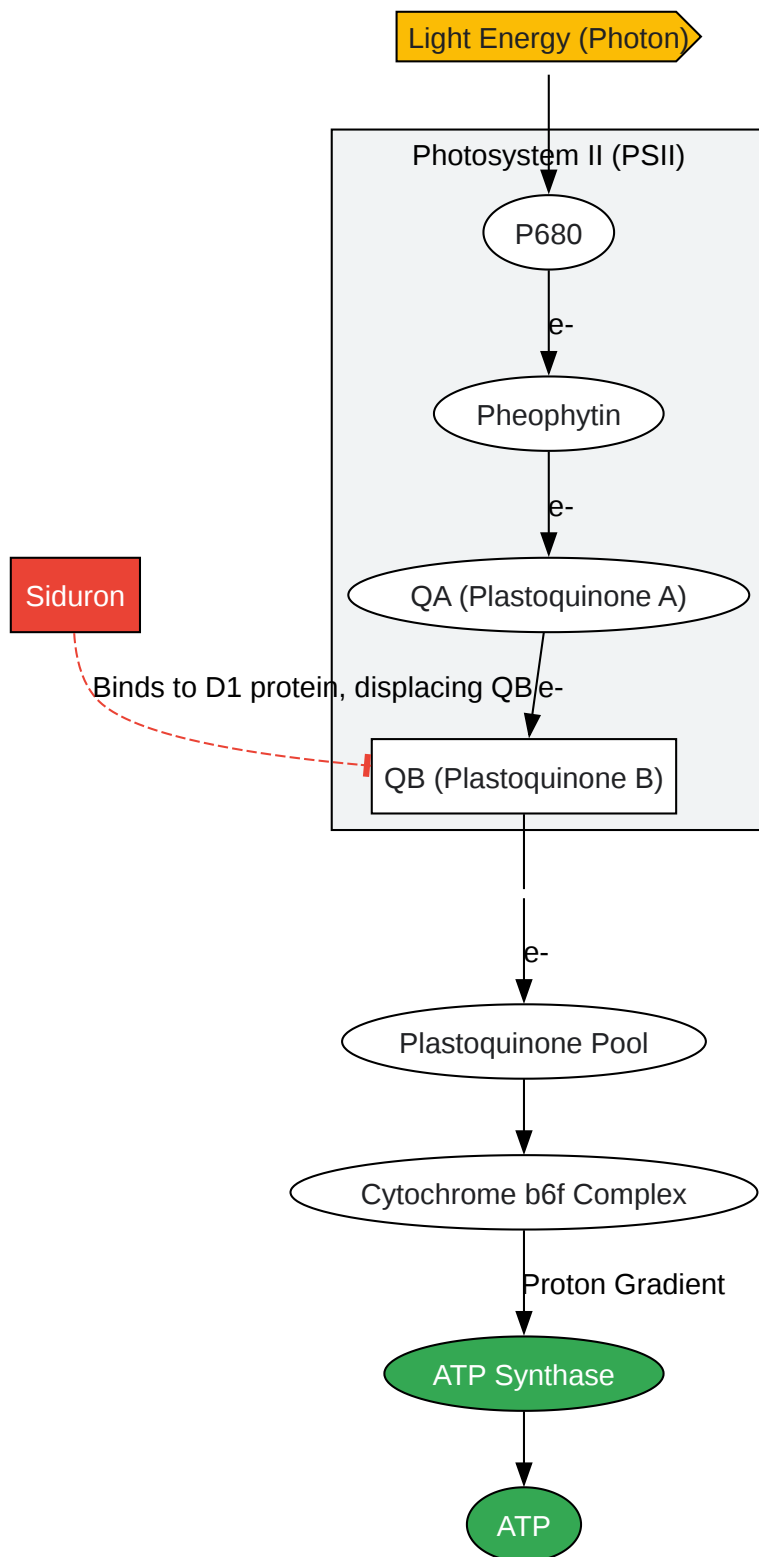 Light Energy (Photon)
Photosystem II (PSII)
P680
e-
Pheophytin
e-
QA (Plastoquinone A)
Siduron
Binds to D1 protein, displacing QB
e-
QB (Plastoquinone B)
e-
Plastoquinone Pool
Cytochrome b6f Complex
Proton Gradient
ATP Synthase
ATP